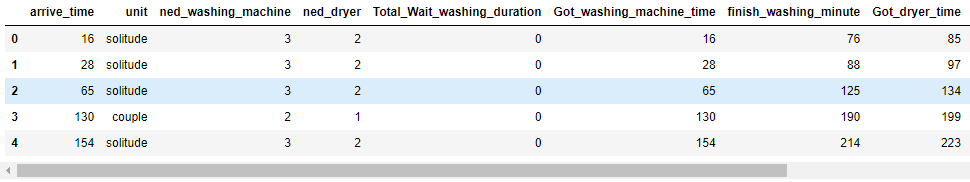 arrive_time unit ned_washing_machine ned_dryer Total_Wait_washing_duration Got_washing_machine_time finish_washing_minute Got_dryer_time
0 16 solitude 3 2 0 16 76 85
1 28 solitude 3 2 0 28 88 97
2 65 solitude 3 2 0 65 125 134
3 130 couple 2 1 0 130 190 199
4 154 solitude 3 2 0 154 214 223